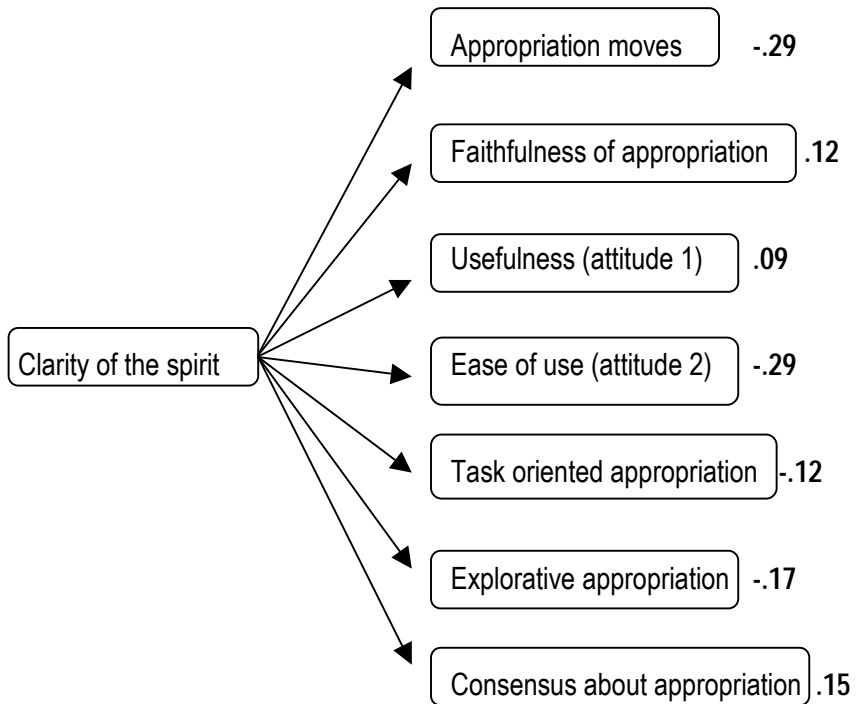 Appropriation moves -.29
Faithfulness of appropriation .12
Usefulness (attitude 1) .09
Clarity of the spirit
Ease of use (attitude 2) -.29
Task oriented appropriation -.12
Explorative appropriation -.17
Consensus about appropriation .15